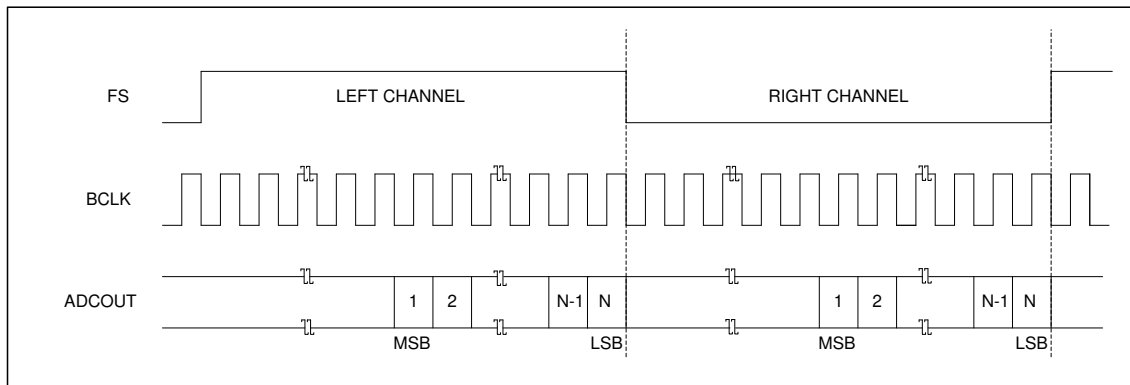 FS
LEFT CHANNEL
RIGHT CHANNEL
BCLK
ADCOUT
1
2
N-1
N
1
2
N-1
N
MSB
LSB
MSB
LSB